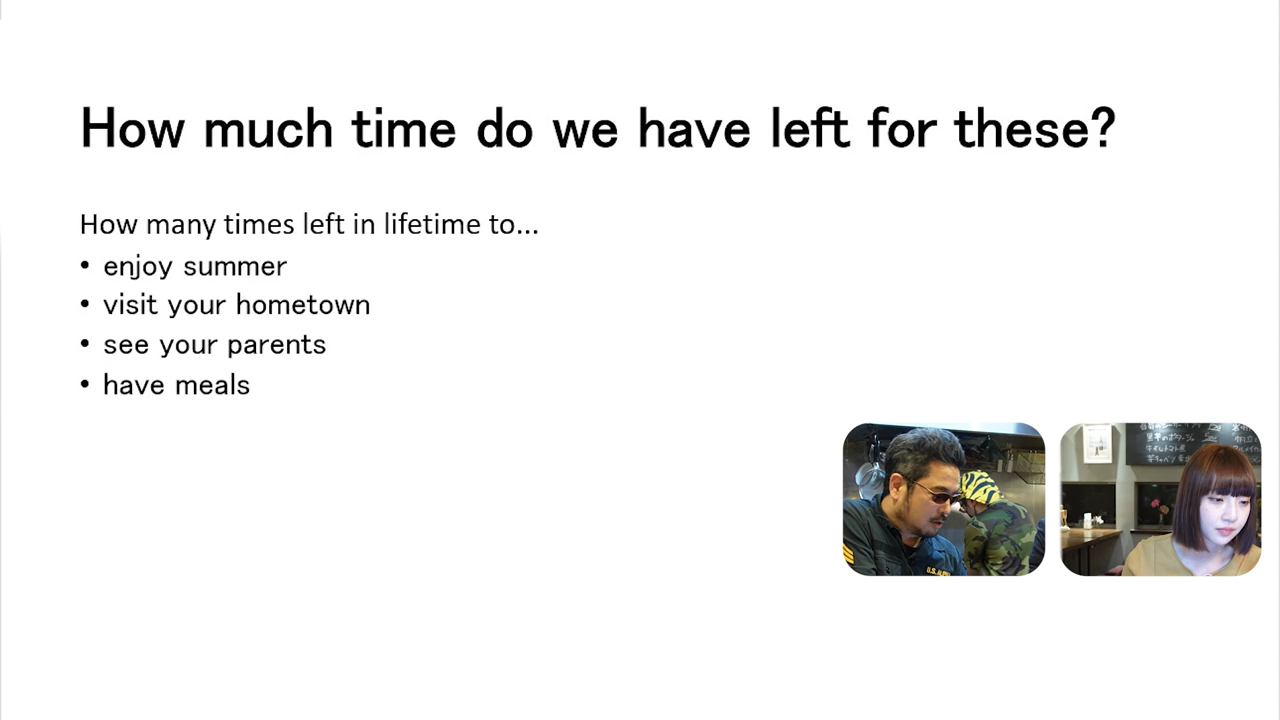 How much time do we have left for these?
How many times left in lifetime to...
• enjoy summer
• visit your hometown
• see your parents
• have meals